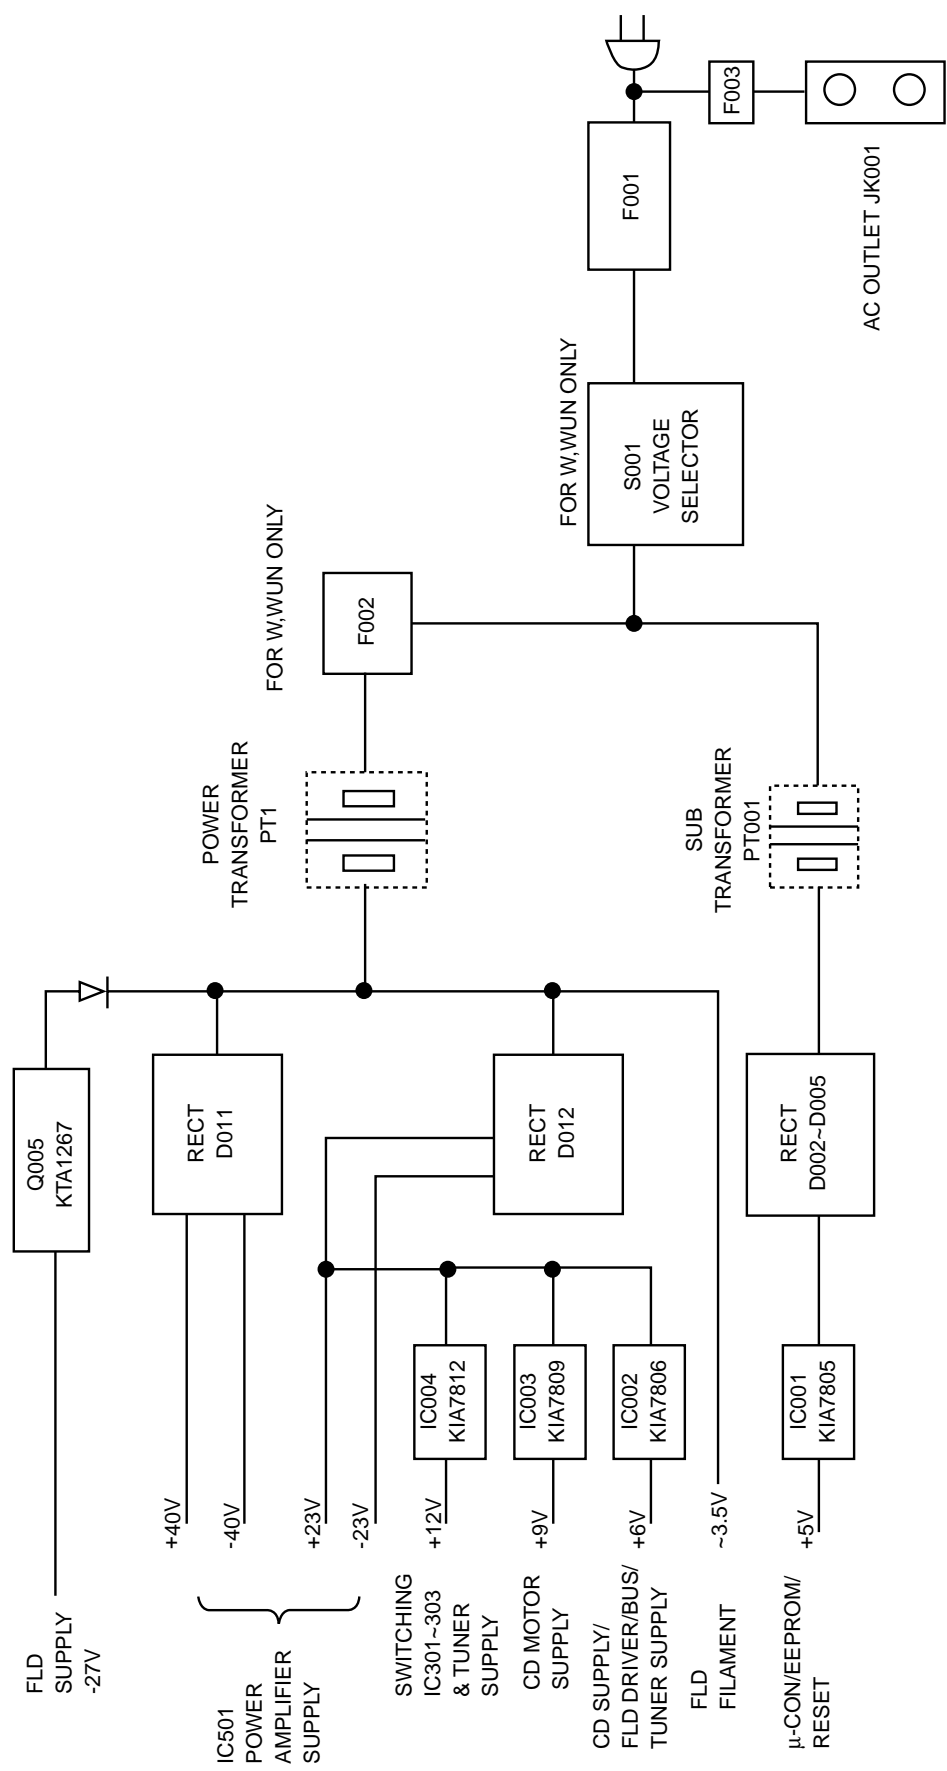 FLD
SUPPLY
-27V
Q005
KTA1267
IC501
POWER
AMPLIFIER
SUPPLY
+40V
-40V
RECT
D011
POWER
TRANSFORMER
PT1
F002
FOR W,WUN ONLY
+23V
-23V
RECT
D012
SWITCHING
IC301~303
& TUNER
SUPPLY
+12V
IC004
KIA7812
CD MOTOR
SUPPLY
+9V
IC003
KIA7809
CD SUPPLY/
FLD DRIVER/BUS/
TUNER SUPPLY
+6V
IC002
KIA7806
FLD
FILAMENT
~3.5V
FOR W,WUN ONLY
S001
VOLTAGE
SELECTOR
F001
F003
AC OUTLET JK001
μ-CON/EEPROM/
RESET
+5V
IC001
KIA7805
RECT
D002~D005
SUB
TRANSFORMER
PT001